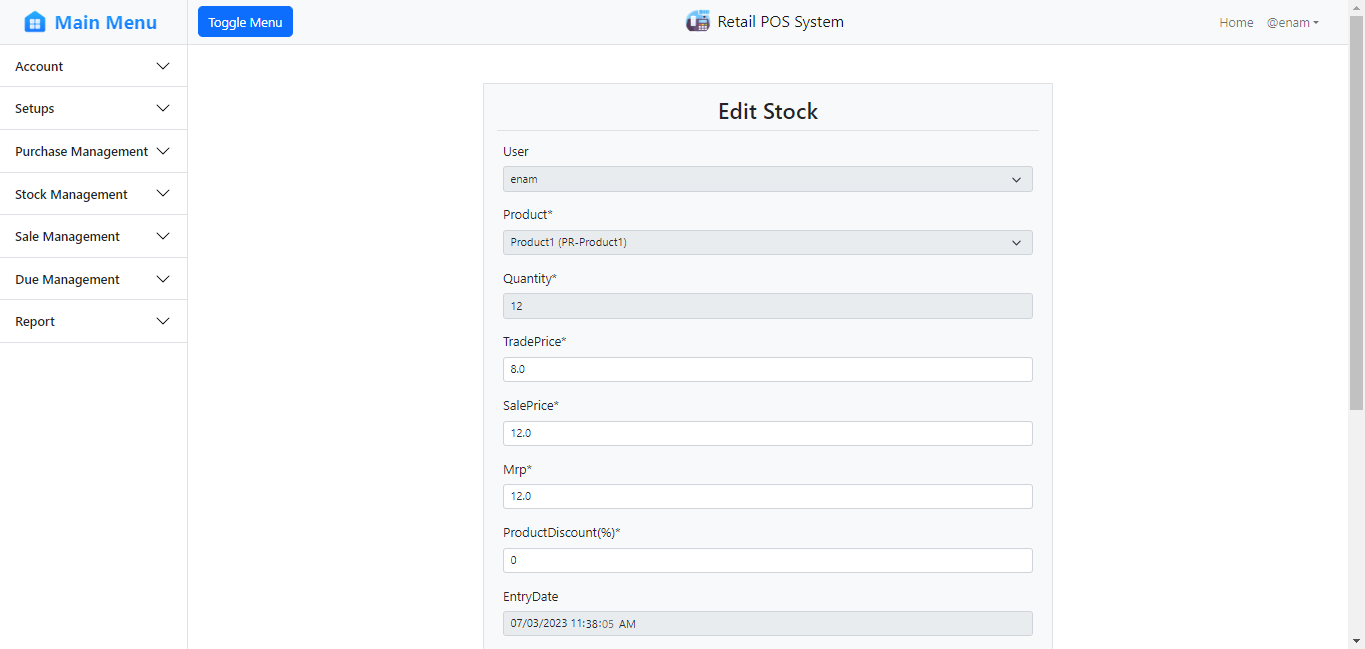 Main Menu
Toggle Menu
Retail POS System
Home @enam
Account
Setups
Purchase Management
Stock Management
Sale Management
Due Management
Report
Edit Stock
User
enam
Product*
Product1 (PR-Product1)
Quantity*
12
TradePrice*
8.0
SalePrice*
12.0
Mrp*
12.0
ProductDiscount(%)*
0
EntryDate
07/03/2023 11:38:05 AM